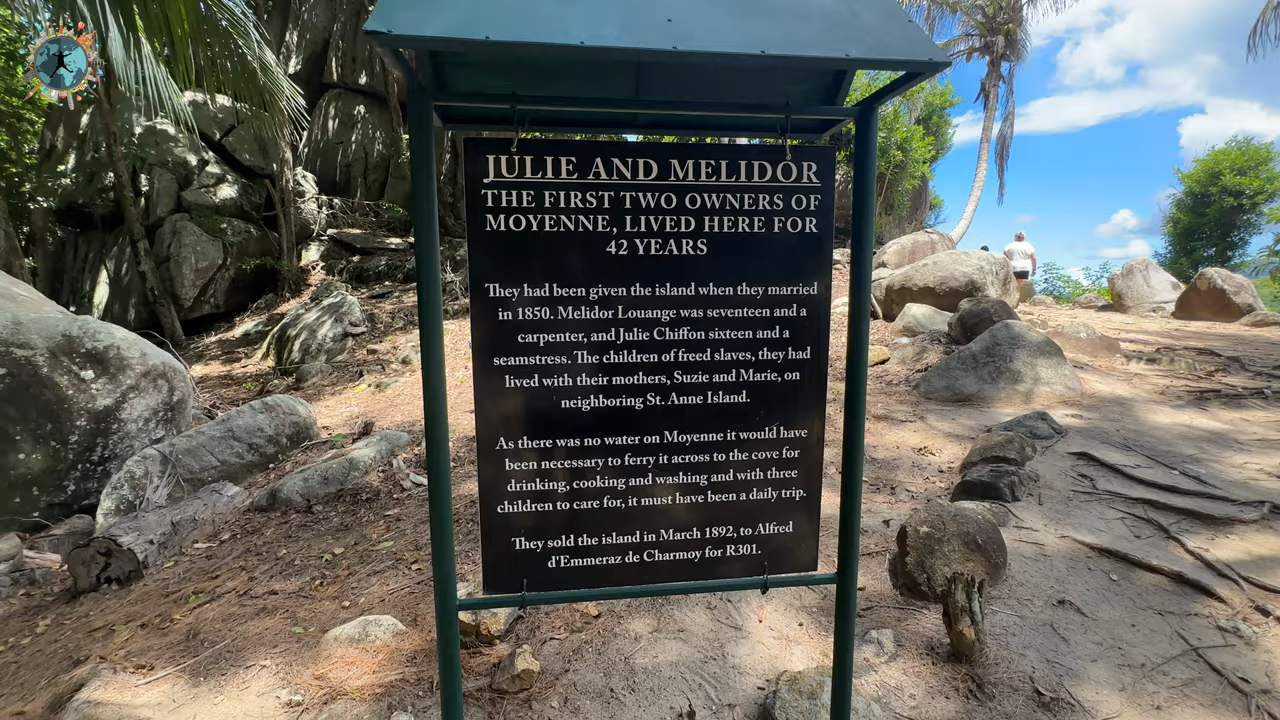 JULIE AND MELIDOR
THE FIRST TWO OWNERS OF
MOYENNE, LIVED HERE FOR
42 YEARS
They had been given the island when they married
in 1850. Melidor Louange was seventeen and a
carpenter, and Julie Chiffon sixteen and a
seamstress. The children of freed slaves, they had
lived with their mothers, Suzie and Marie, on
neighboring St. Anne Island.
As there was no water on Moyenne it would have
been necessary to ferry it across to the cove for
drinking, cooking and washing and with three
children to care for, it must have been a daily trip.
They sold the island in March 1892, to Alfred
d'Emmeraz de Charmoy for R301.